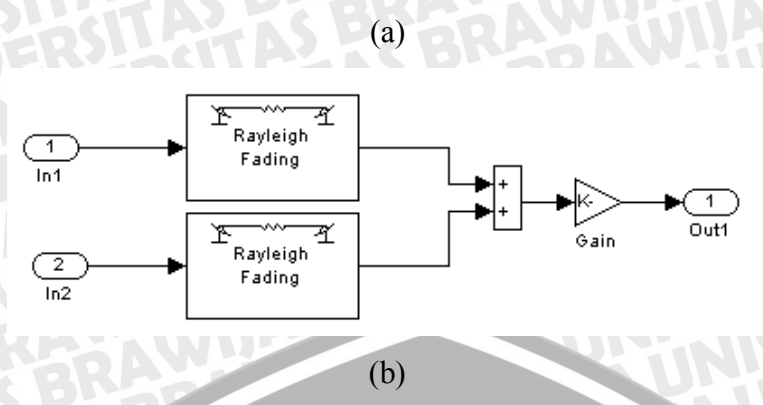 (a)
1
In1
Rayleigh
Fading
2
In2
Rayleigh
Fading
+
+
K-
Gain
1
Out1
(b)